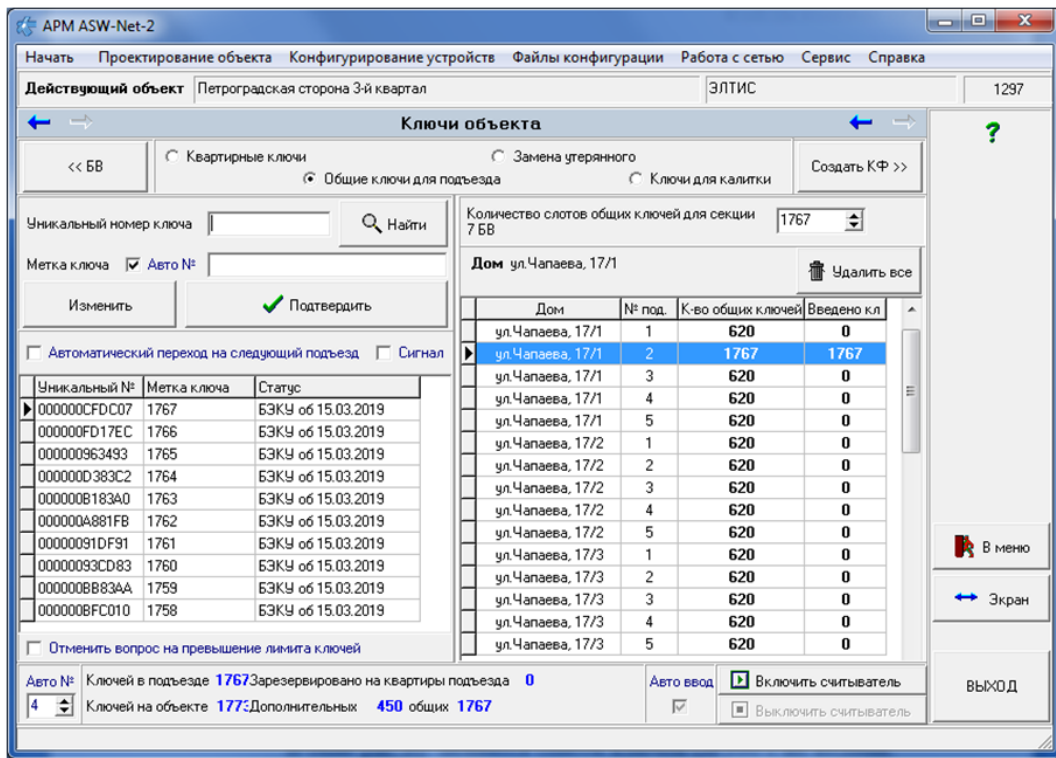 APM ASW-Net-2
Начать Проектирование объекта Конфигурирование устройств Файлы конфигурации Работа с сетью Сервис Справка
Действующий объект Петроградская сторона 3-й квартал ЭЛТИС 1297
Ключи объекта
?
<< БВ
Квартирные ключи
Замена утерянного
Общие ключи для подъезда
Ключи для калитки
Создать КФ >>
Уникальный номер ключа
Найти
Метка ключа Авто №
Изменить
Подтвердить
Автоматический переход на следующий подъезд Сигнал
Уникальный № Метка ключа Статус
000000CFDC07 1767 БЭКУ об 15.03.2019
000000FD17EC 1766 БЭКУ об 15.03.2019
000000963493 1765 БЭКУ об 15.03.2019
000000D383C2 1764 БЭКУ об 15.03.2019
000000B183A0 1763 БЭКУ об 15.03.2019
000000A881FB 1762 БЭКУ об 15.03.2019
00000091DF91 1761 БЭКУ об 15.03.2019
00000093CD83 1760 БЭКУ об 15.03.2019
000000BB83AA 1759 БЭКУ об 15.03.2019
000000BFC010 1758 БЭКУ об 15.03.2019
Отменить вопрос на превышение лимита ключей
Количество слотов общих ключей для секции
7 БВ
1767
Дом ул.Чапаева, 17/1
Удалить все
Дом № под. К-во общих ключей Введено кл
ул.Чапаева, 17/1 1 620 0
ул.Чапаева, 17/1 2 1767 1767
ул.Чапаева, 17/1 3 620 0
ул.Чапаева, 17/1 4 620 0
ул.Чапаева, 17/1 5 620 0
ул.Чапаева, 17/2 1 620 0
ул.Чапаева, 17/2 2 620 0
ул.Чапаева, 17/2 3 620 0
ул.Чапаева, 17/2 4 620 0
ул.Чапаева, 17/2 5 620 0
ул.Чапаева, 17/3 1 620 0
ул.Чапаева, 17/3 2 620 0
ул.Чапаева, 17/3 3 620 0
ул.Чапаева, 17/3 4 620 0
ул.Чапаева, 17/3 5 620 0
В меню
Экран
ВЫХОД
Авто №
4
Ключей в подъезде 1767 Зарезервировано на квартиры подъезда 0
Ключей на объекте 177 Дополнительных 450 общих 1767
Авто ввод
Включить считыватель
Выключить считыватель